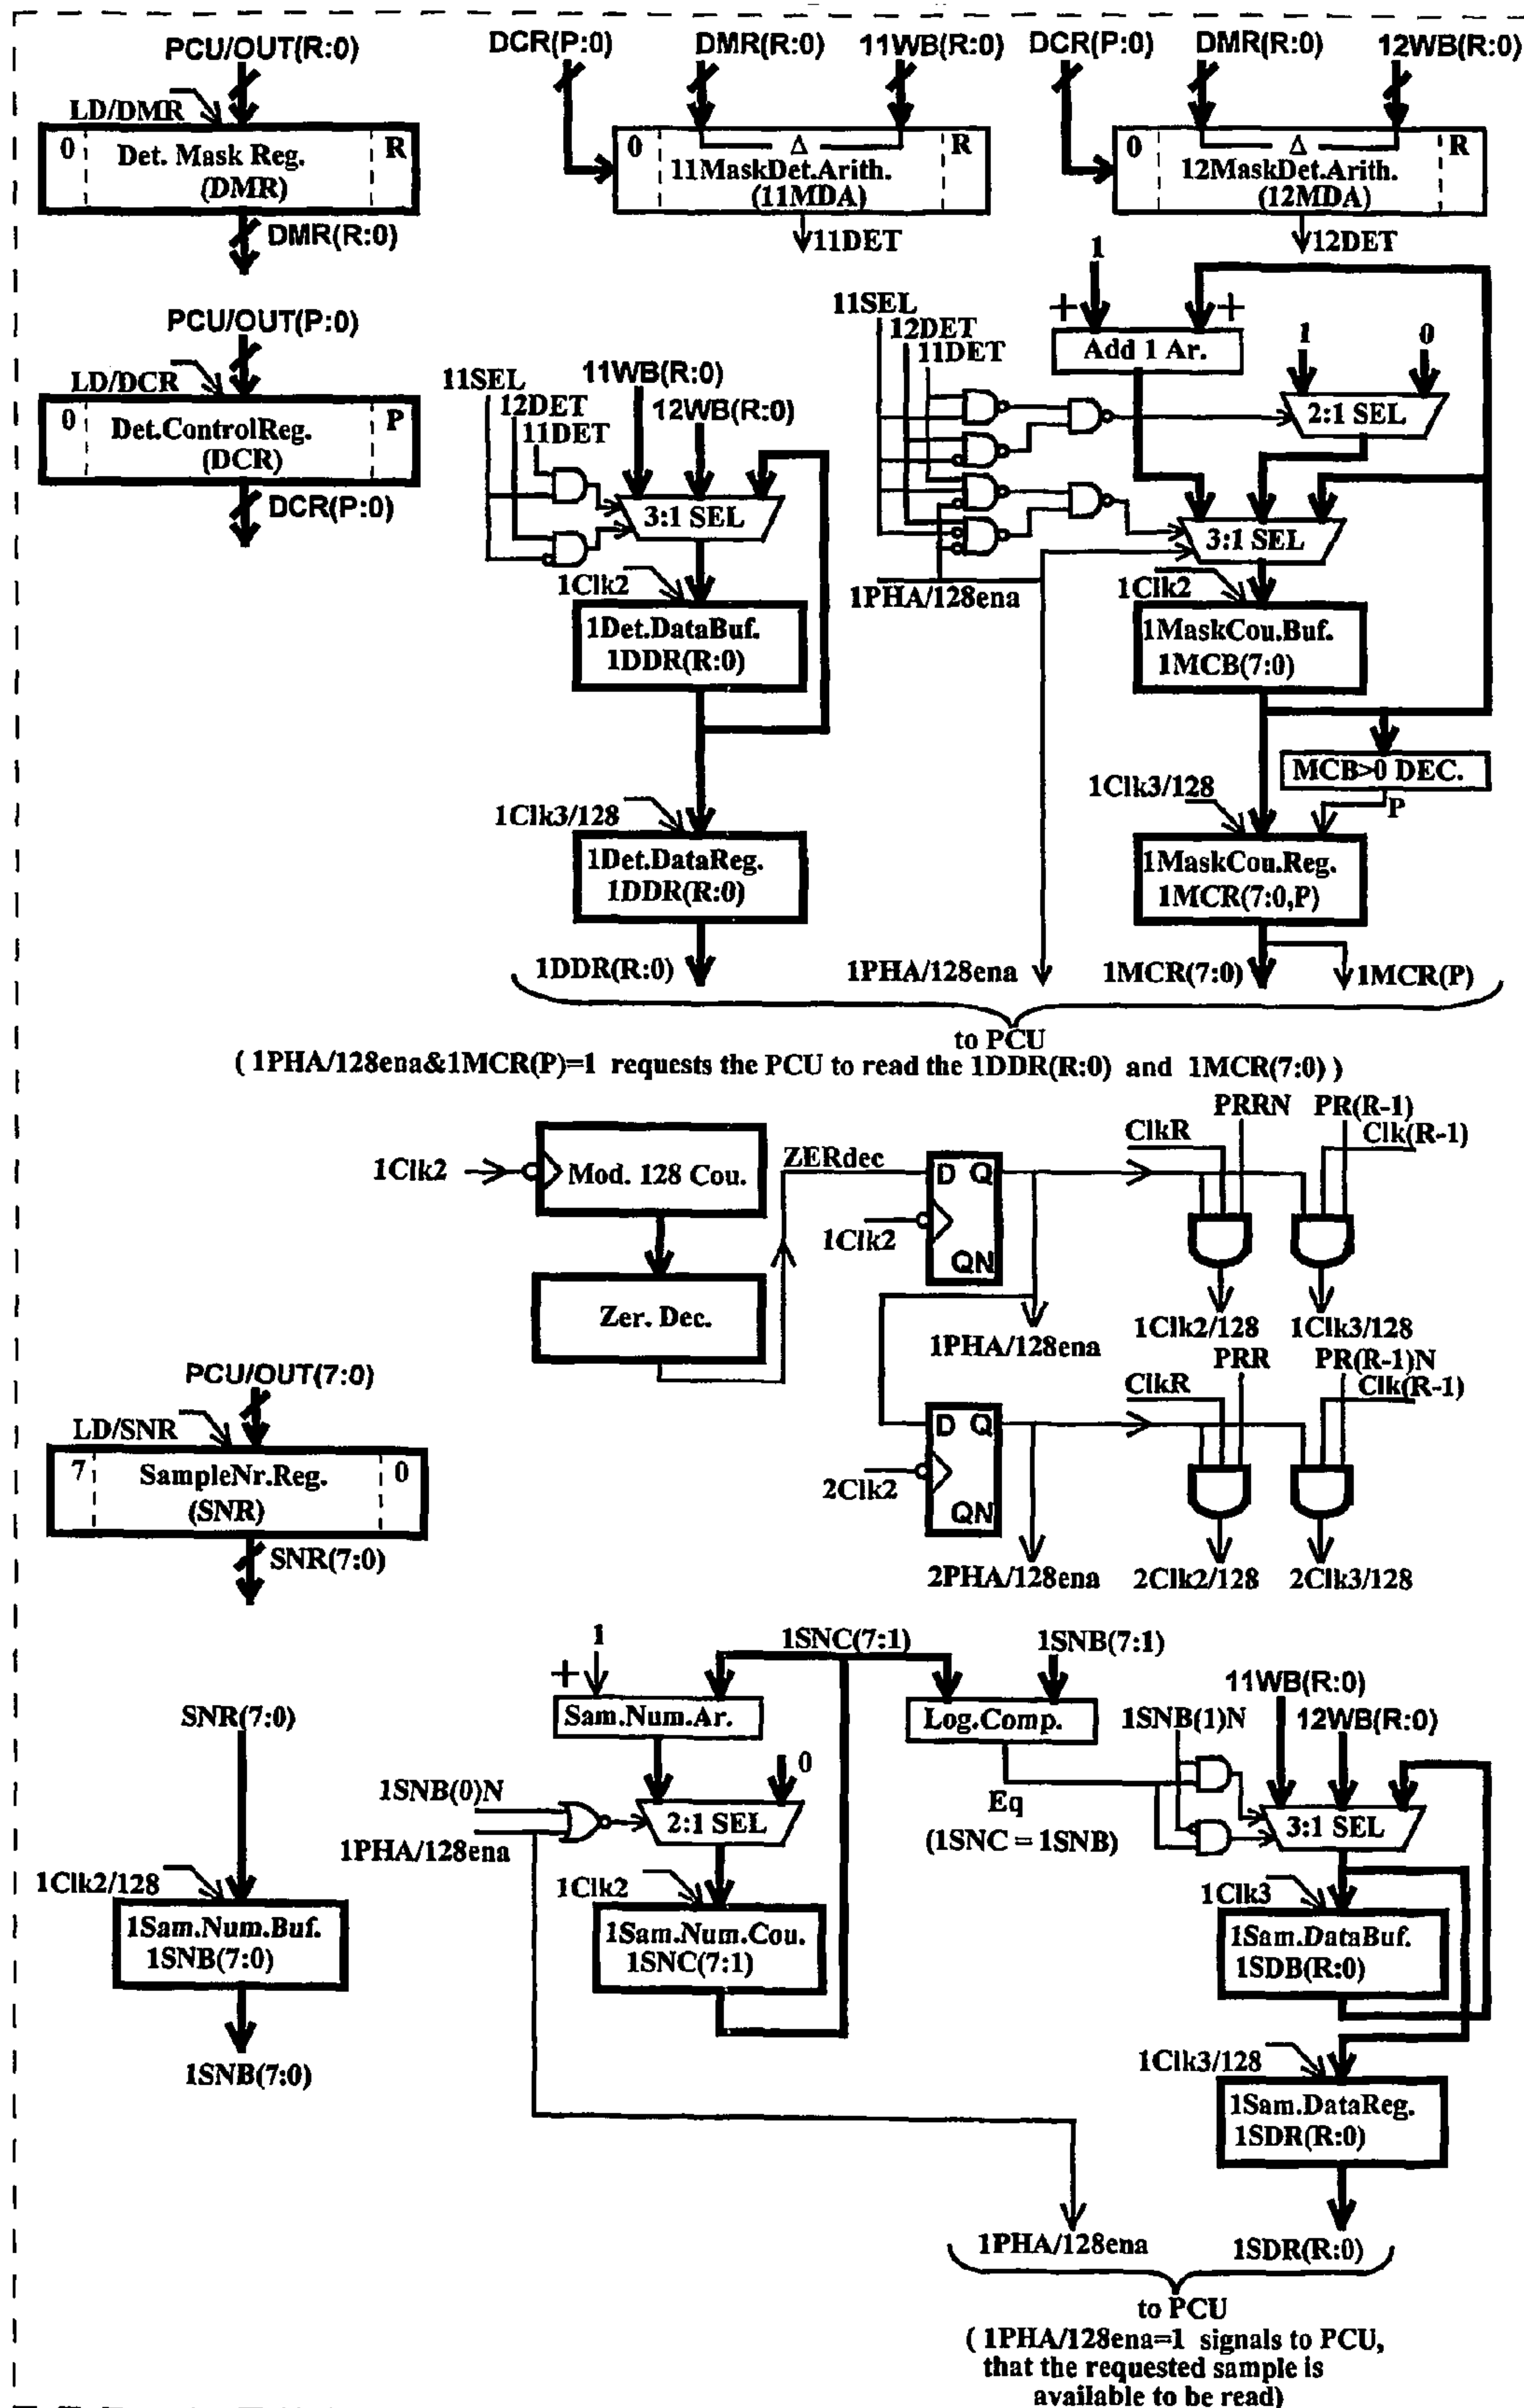 PCU/OUT(R:0)
LD/DMR
0 Det. Mask Reg. R
(DMR)
DMR(R:0)
DCR(P:0) DMR(R:0) 11WB(R:0)
0 Δ R
11MaskDet.Arith.
(11MDA)
11DET
DCR(P:0) DMR(R:0) 12WB(R:0)
0 Δ R
12MaskDet.Arith.
(12MDA)
12DET
PCU/OUT(P:0)
LD/DCR
0 Det.ControlReg. P
(DCR)
DCR(P:0)
11SEL
12DET
11DET
11WB(R:0)
12WB(R:0)
3:1 SEL
1Clk2
1Det.DataBuf.
1DDR(R:0)
1Clk3/128
1Det.DataReg.
1DDR(R:0)
1DDR(R:0)
11SEL
12DET
11DET
1
+ +
Add 1 Ar.
1 0
2:1 SEL
3:1 SEL
1PHA/128ena
1Clk2
1MaskCou.Buf.
1MCB(7:0)
MCB>0 DEC.
P
1Clk3/128
1MaskCou.Reg.
1MCR(7:0,P)
1PHA/128ena
1MCR(7:0)
1MCR(P)
to PCU
( 1PHA/128ena&1MCR(P)=1 requests the PCU to read the 1DDR(R:0) and 1MCR(7:0) )
1Clk2
Mod. 128 Cou.
Zer. Dec.
ZERdec
D Q
1Clk2
QN
1PHA/128ena
ClkR
PRRN
PR(R-1)
Clk(R-1)
1Clk2/128
1Clk3/128
D Q
2Clk2
QN
2PHA/128ena
ClkR
PRR
PR(R-1)N
Clk(R-1)
2Clk2/128
2Clk3/128
PCU/OUT(7:0)
LD/SNR
7 SampleNr.Reg. 0
(SNR)
SNR(7:0)
SNR(7:0)
1Clk2/128
1Sam.Num.Buf.
1SNB(7:0)
1SNB(7:0)
1
+
1SNC(7:1)
Sam.Num.Ar.
0
1SNB(0)N
1PHA/128ena
2:1 SEL
1Clk2
1Sam.Num.Cou.
1SNC(7:1)
1SNB(7:1)
Log.Comp.
Eq
(1SNC = 1SNB)
1SNB(1)N
11WB(R:0)
12WB(R:0)
3:1 SEL
1Clk3
1Sam.DataBuf.
1SDB(R:0)
1Clk3/128
1Sam.DataReg.
1SDR(R:0)
1PHA/128ena
1SDR(R:0)
to PCU
( 1PHA/128ena=1 signals to PCU,
that the requested sample is
available to be read)